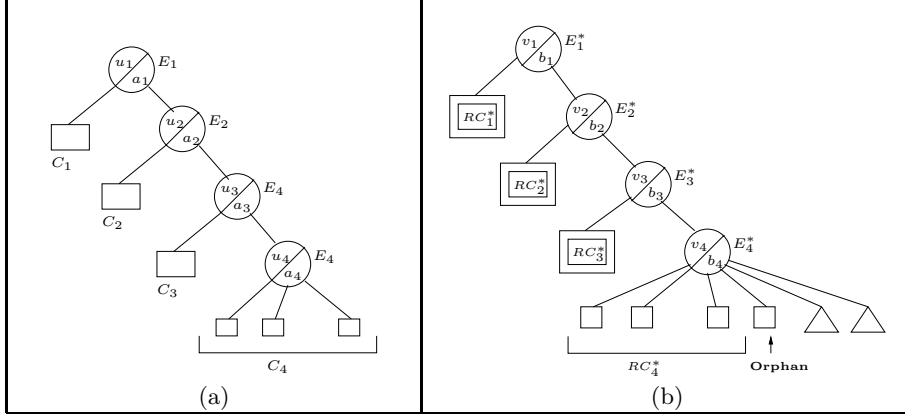 u1 a1 E1
C1
u2 a2 E2
C2
u3 a3 E4
C3
u4 a4 E4
C4
(a)
v1 b1 E1*
RC1*
v2 b2 E2*
RC2*
v3 b3 E3*
RC3*
v4 b4 E4*
RC4*
Orphan
(b)